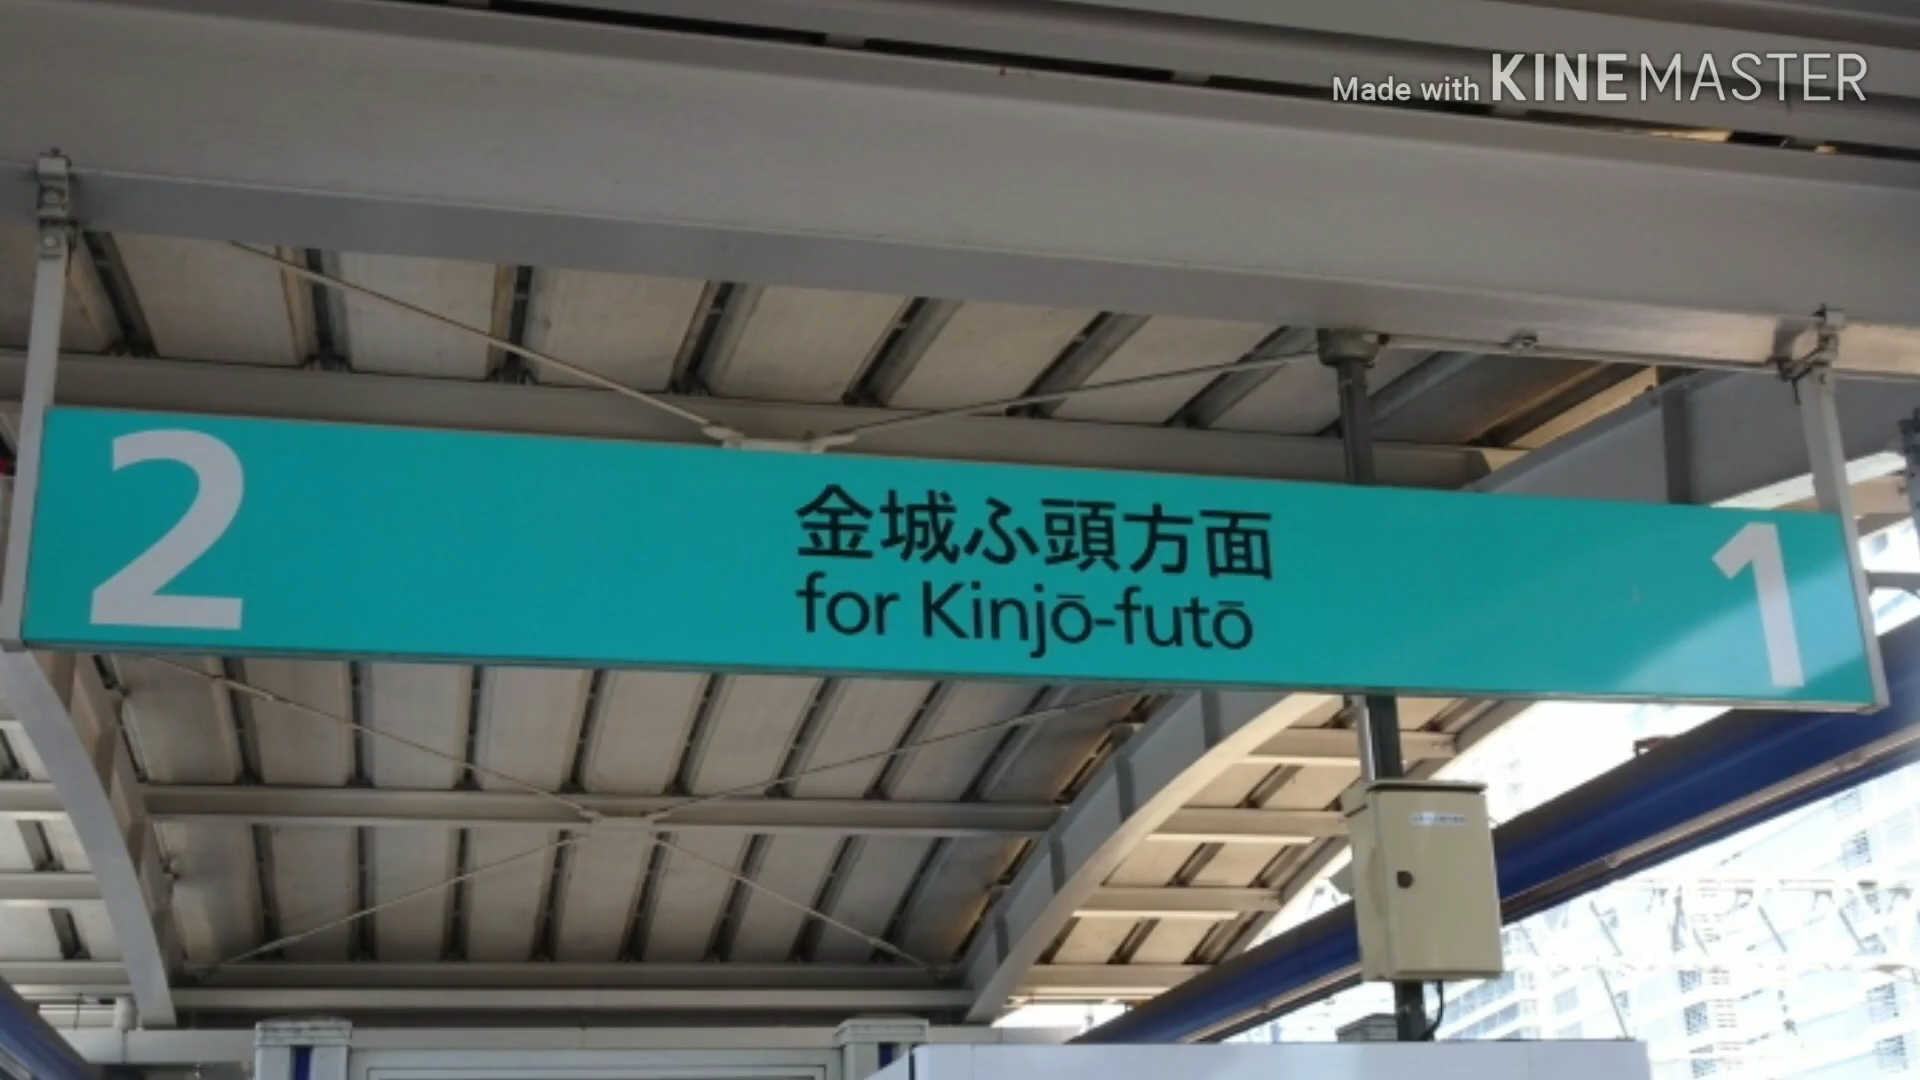 Made with KINEMASTER
2
金城ふ頭方面
for Kinjō-futō
1